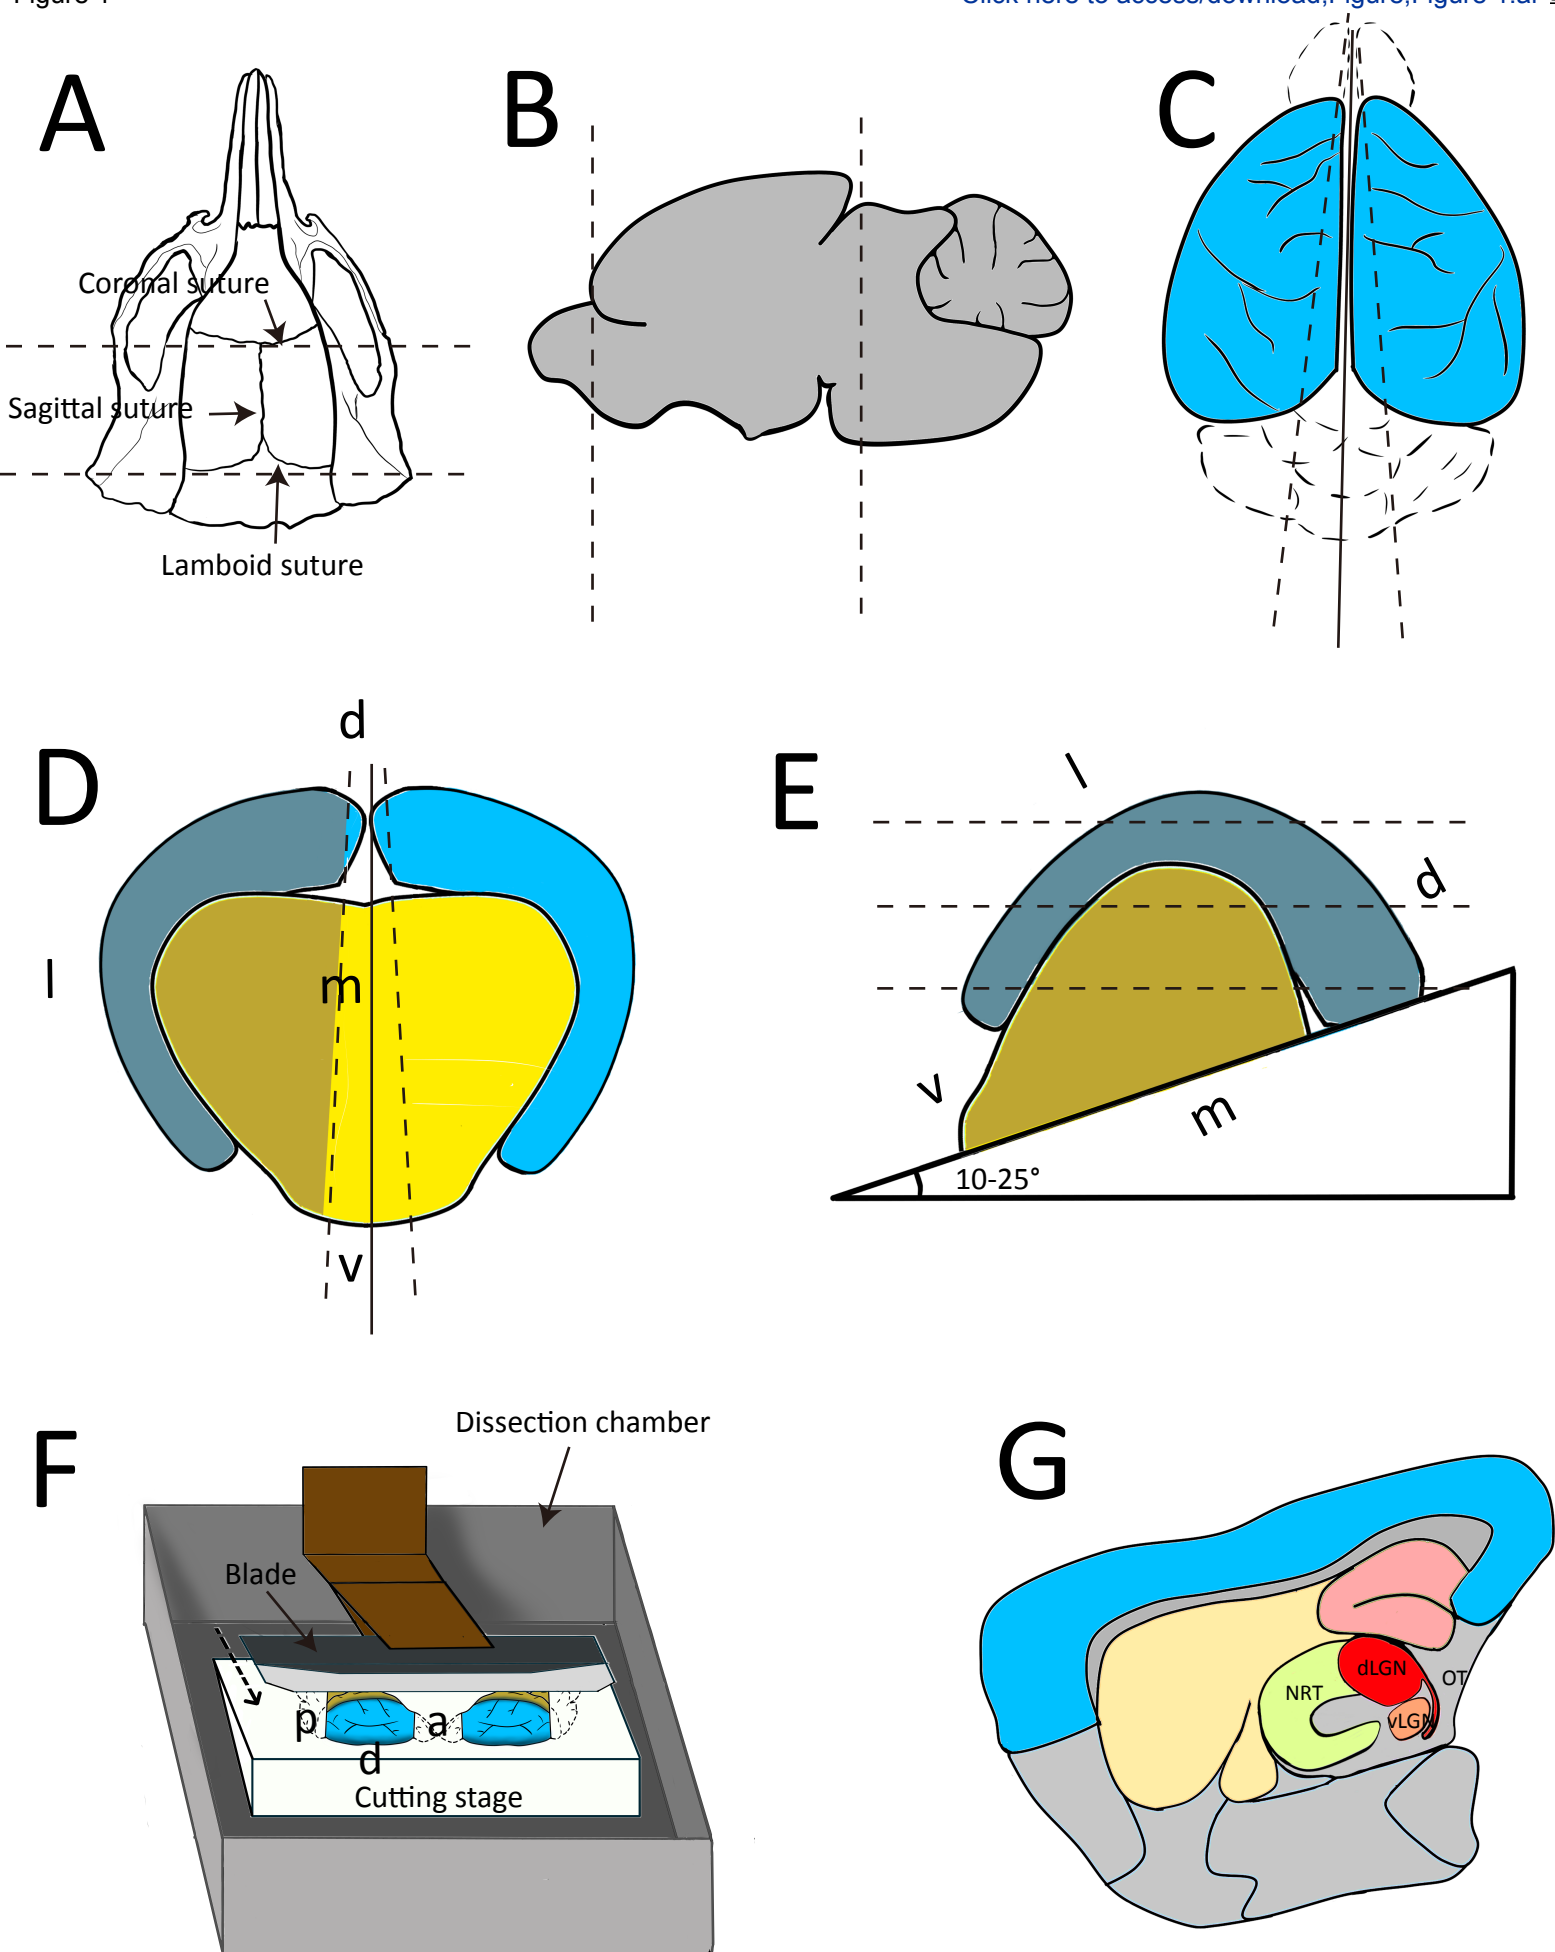 A
B
C
Coronal suture
Sagittal suture
Lamboid suture
D
d
l
m
v
E
l
d
v
m
10-25°
F
Dissection chamber
Blade
p
a
d
Cutting stage
G
dLGN
NRT
OT
vLGN